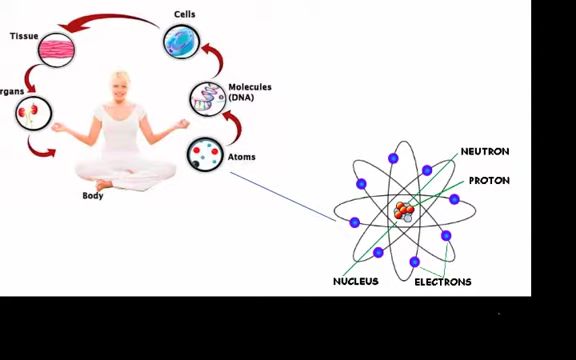 Cells
Tissue
Molecules
(DNA)
rgans
Atoms
Body
NEUTRON
PROTON
NUCLEUS
ELECTRONS